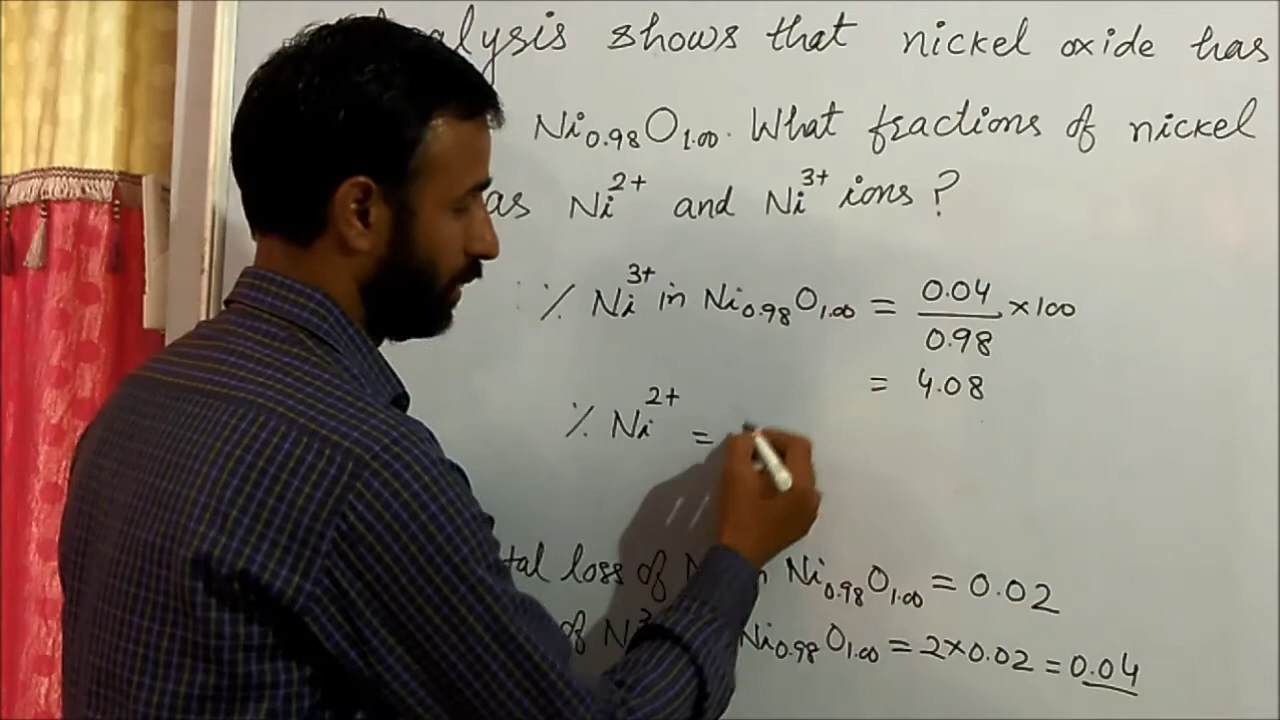 alysis shows that nickel oxide has
Ni0.98O1.00. What fractions of nickel
as Ni2+ and Ni3+ ions ?
% Ni3+ in Ni0.98O1.00 = 0.04/0.98 ×100
= 4.08
% Ni2+ =
tal loss of Ni0.98O1.00 = 0.02
of Ni0.98O1.00 = 2×0.02 = 0.04